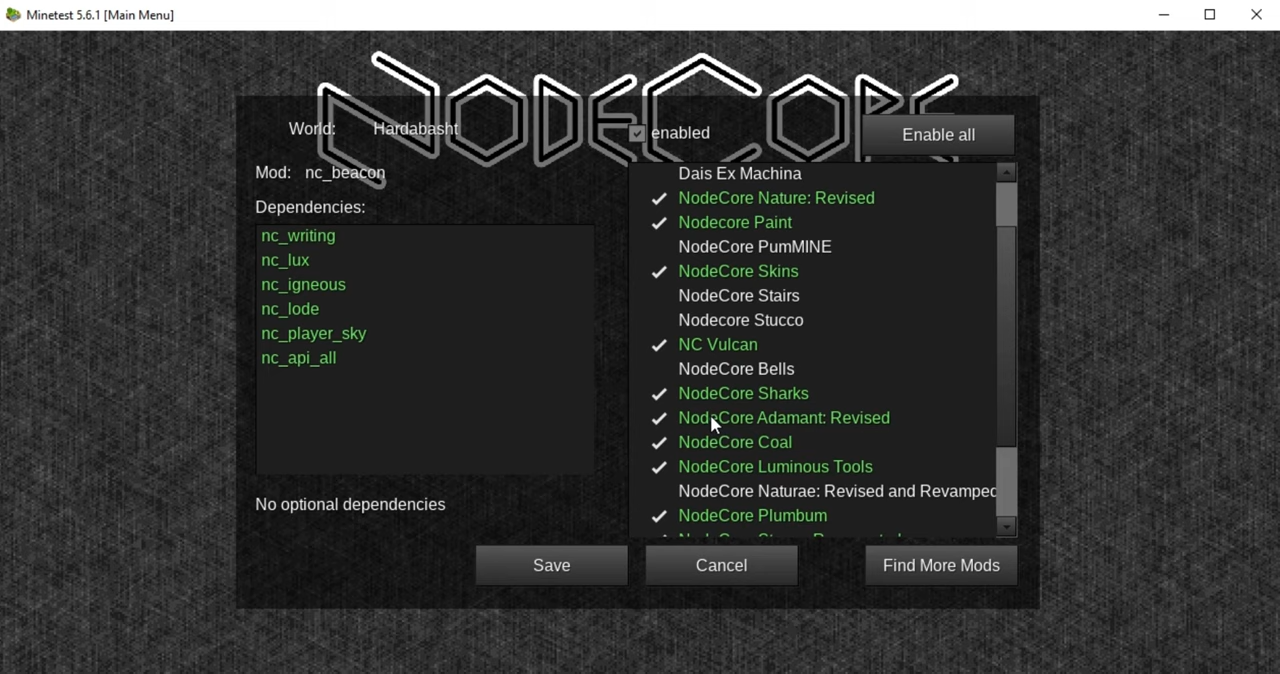 Minetest 5.6.1 [Main Menu]
NODECORE
World: Hardabasht
enabled
Enable all
Mod: nc_beacon
Dependencies:
nc_writing
nc_lux
nc_igneous
nc_lode
nc_player_sky
nc_api_all
No optional dependencies
Dais Ex Machina
NodeCore Nature: Revised
Nodecore Paint
NodeCore PumMINE
NodeCore Skins
NodeCore Stairs
Nodecore Stucco
NC Vulcan
NodeCore Bells
NodeCore Sharks
NodeCore Adamant: Revised
NodeCore Coal
NodeCore Luminous Tools
NodeCore Naturae: Revised and Revamped
NodeCore Plumbum
Save
Cancel
Find More Mods